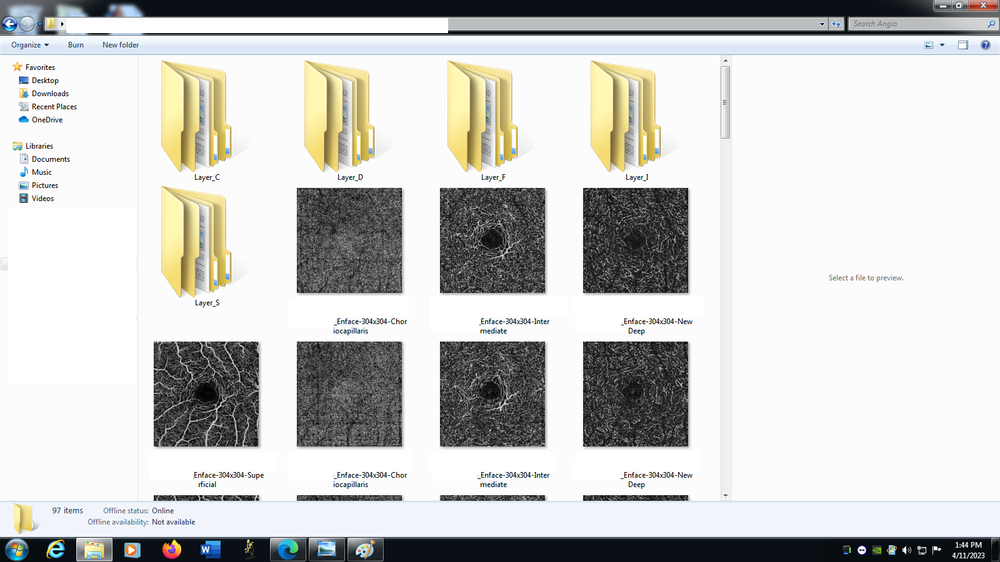 Search Angio
Organize
Burn
New folder
Favorites
Desktop
Downloads
Recent Places
OneDrive
Libraries
Documents
Music
Pictures
Videos
Layer_C
Layer_D
Layer_F
Layer_I
Layer_S
_Enface-304x304-Chor
iocapillaris
_Enface-304x304-Inter
mediate
_Enface-304x304-New
Deep
_Enface-304x304-Supe
rficial
_Enface-304x304-Chor
iocapillaris
_Enface-304x304-Inter
mediate
_Enface-304x304-New
Deep
Select a file to preview.
97 items
Offline status: Online
Offline availability: Not available
1:44 PM
4/11/2023